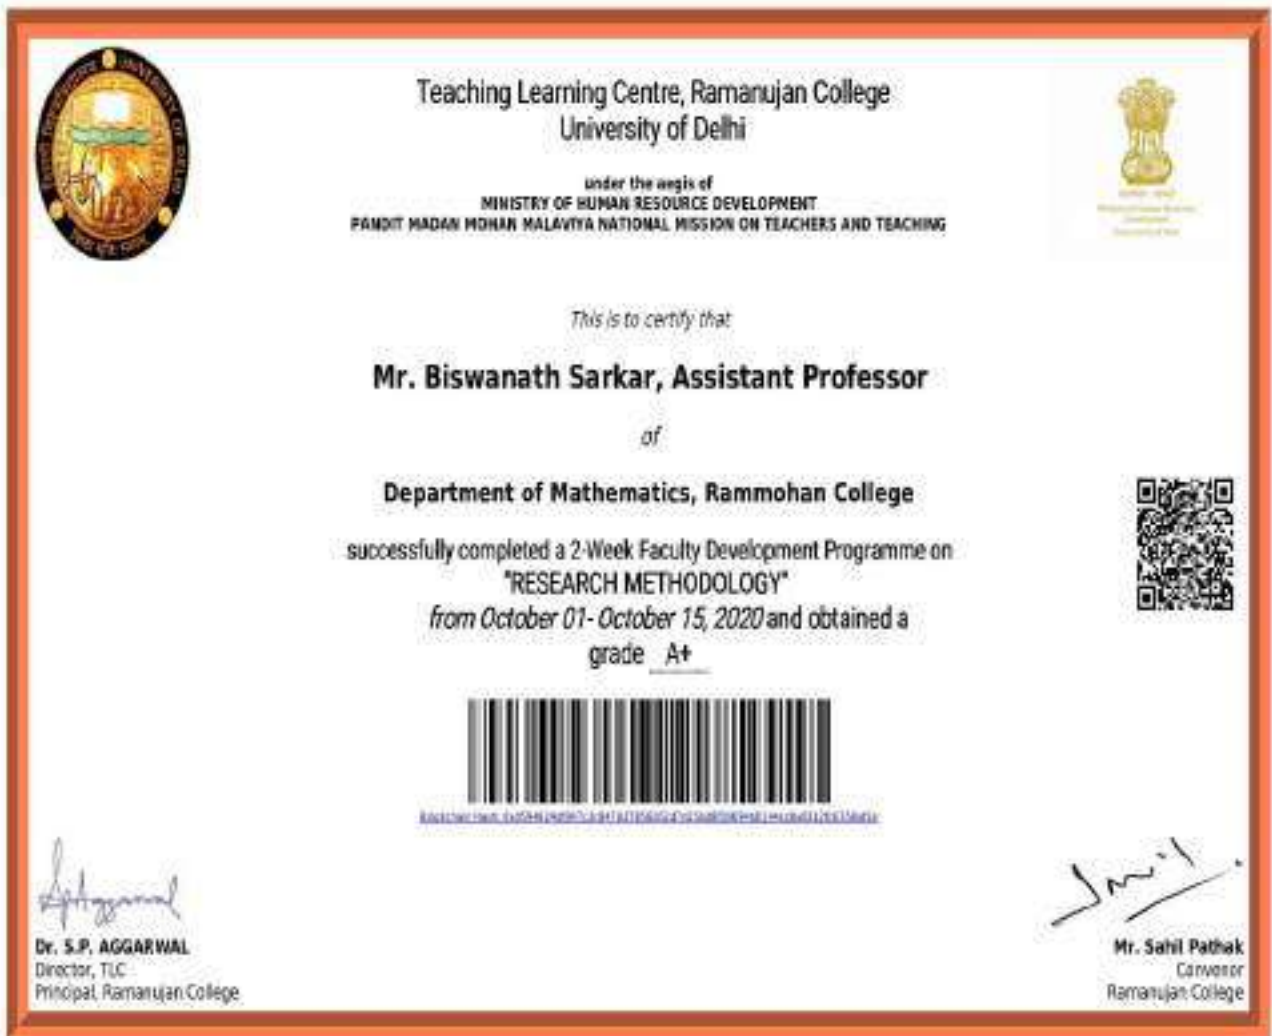 Teaching Learning Centre, Ramanujan College
University of Delhi
under the aegis of
MINISTRY OF HUMAN RESOURCE DEVELOPMENT
PANDIT MADAN MOHAN MALAVIYA NATIONAL MISSION ON TEACHERS AND TEACHING
This is to certify that
Mr. Biswanath Sarkar, Assistant Professor
of
Department of Mathematics, Rammohan College
successfully completed a 2-Week Faculty Development Programme on
"RESEARCH METHODOLOGY"
from October 01- October 15, 2020 and obtained a
grade A+
SPAggarwal
Dr. S.P. AGGARWAL
Director, TLC
Principal, Ramanujan College
Mr. Sahil Pathak
Convenor
Ramanujan College